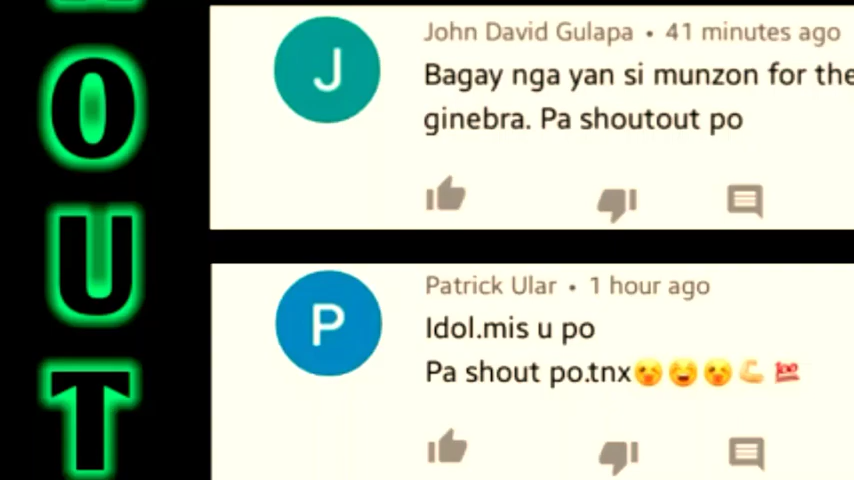 O
U
T
J
John David Gulapa • 41 minutes ago
Bagay nga yan si munzon for the
ginebra. Pa shoutout po
P
Patrick Ular • 1 hour ago
Idol.mis u po
Pa shout po.tnx😚😄😚💪💯